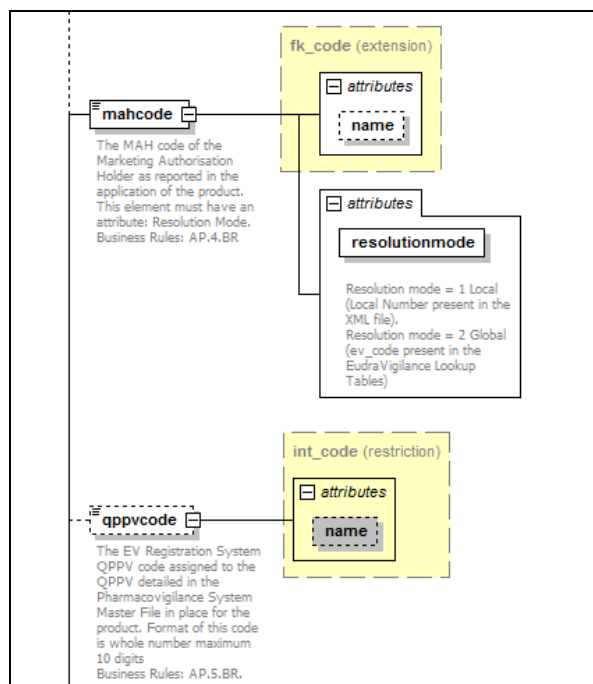 fk_code (extension)
attributes
name
mahcode
The MAH code of the
Marketing Authorisation
Holder as reported in the
application of the product.
This element must have an
attribute: Resolution Mode.
Business Rules: AP.4.BR
attributes
resolutionmode
Resolution mode = 1 Local
(Local Number present in the
XML file).
Resolution mode = 2 Global
(ev_code present in the
EudraVigilance Lookup
Tables)
int_code (restriction)
attributes
name
qppvcode
The EV Registration System
QPPV code assigned to the
QPPV detailed in the
Pharmacovigilance System
Master File in place for the
product. Format of this code
is whole number maximum
10 digits
Business Rules: AP.5.BR.